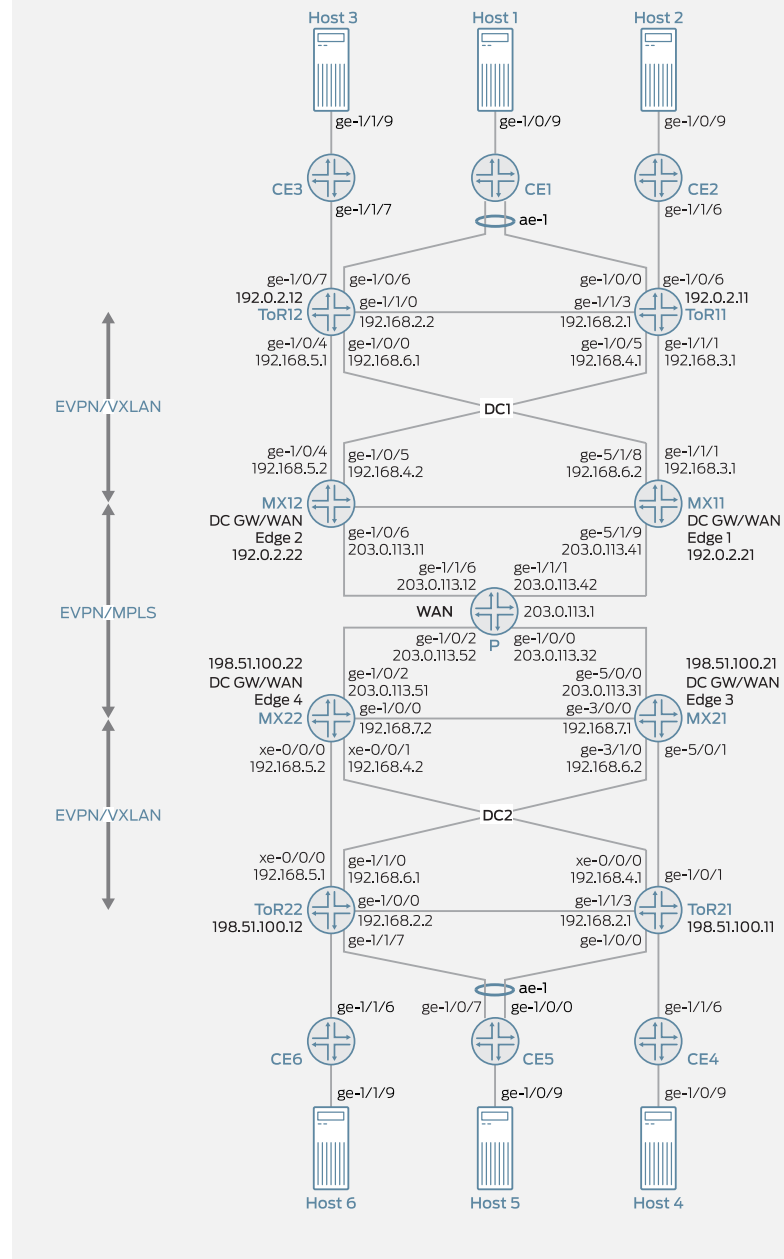 Host 3
Host 1
Host 2
ge-1/1/9
ge-1/0/9
ge-1/0/9
CE3
CE1
CE2
ge-1/1/7
ae-1
ge-1/1/6
ge-1/0/7
192.0.2.12
ToR12
ge-1/0/6
ge-1/1/0
192.168.2.2
ge-1/0/0
ge-1/1/3
192.168.2.1
ge-1/0/6
192.0.2.11
ToR11
ge-1/0/4
192.168.5.1
ge-1/0/0
192.168.6.1
ge-1/0/5
192.168.4.1
ge-1/1/1
192.168.3.1
EVPN/VXLAN
DC1
ge-1/0/4
192.168.5.2
ge-1/0/5
192.168.4.2
ge-5/1/8
192.168.6.2
ge-1/1/1
192.168.3.1
MX12
DC GW/WAN
Edge 2
192.0.2.22
MX11
DC GW/WAN
Edge 1
192.0.2.21
ge-1/0/6
203.0.113.11
ge-5/1/9
203.0.113.41
ge-1/1/6
203.0.113.12
ge-1/1/1
203.0.113.42
EVPN/MPLS
WAN
203.0.113.1
P
ge-1/0/2
203.0.113.52
ge-1/0/0
203.0.113.32
198.51.100.22
DC GW/WAN
Edge 4
MX22
ge-1/0/2
203.0.113.51
ge-1/0/0
192.168.7.2
ge-5/0/0
203.0.113.31
ge-3/0/0
192.168.7.1
198.51.100.21
DC GW/WAN
Edge 3
MX21
xe-0/0/0
192.168.5.2
xe-0/0/1
192.168.4.2
ge-3/1/0
192.168.6.2
ge-5/0/1
EVPN/VXLAN
DC2
xe-0/0/0
192.168.5.1
ge-1/1/0
192.168.6.1
xe-0/0/0
192.168.4.1
ge-1/0/1
ToR22
198.51.100.12
ge-1/0/0
192.168.2.2
ge-1/1/3
192.168.2.1
ToR21
198.51.100.11
ge-1/1/7
ge-1/0/0
ae-1
ge-1/1/6
ge-1/0/7
ge-1/0/0
ge-1/1/6
CE6
CE5
CE4
ge-1/1/9
ge-1/0/9
ge-1/0/9
Host 6
Host 5
Host 4